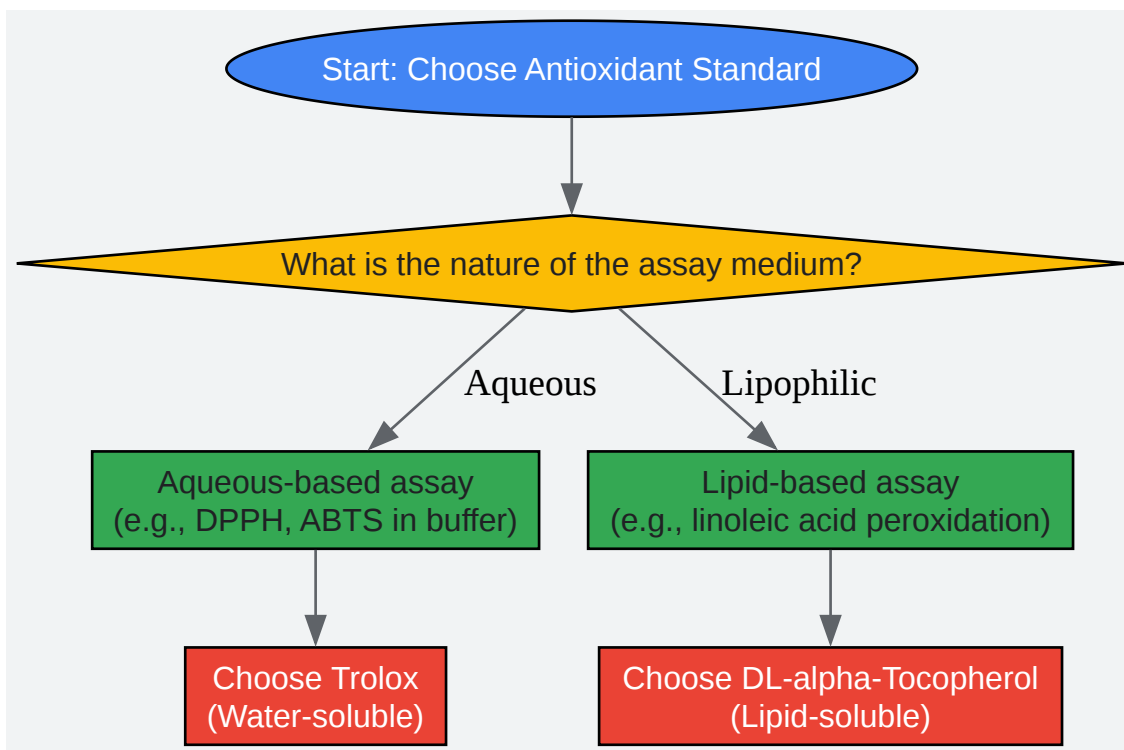 Start: Choose Antioxidant Standard
What is the nature of the assay medium?
Aqueous
Lipophilic
Aqueous-based assay
(e.g., DPPH, ABTS in buffer)
Lipid-based assay
(e.g., linoleic acid peroxidation)
Choose Trolox
(Water-soluble)
Choose DL-alpha-Tocopherol
(Lipid-soluble)